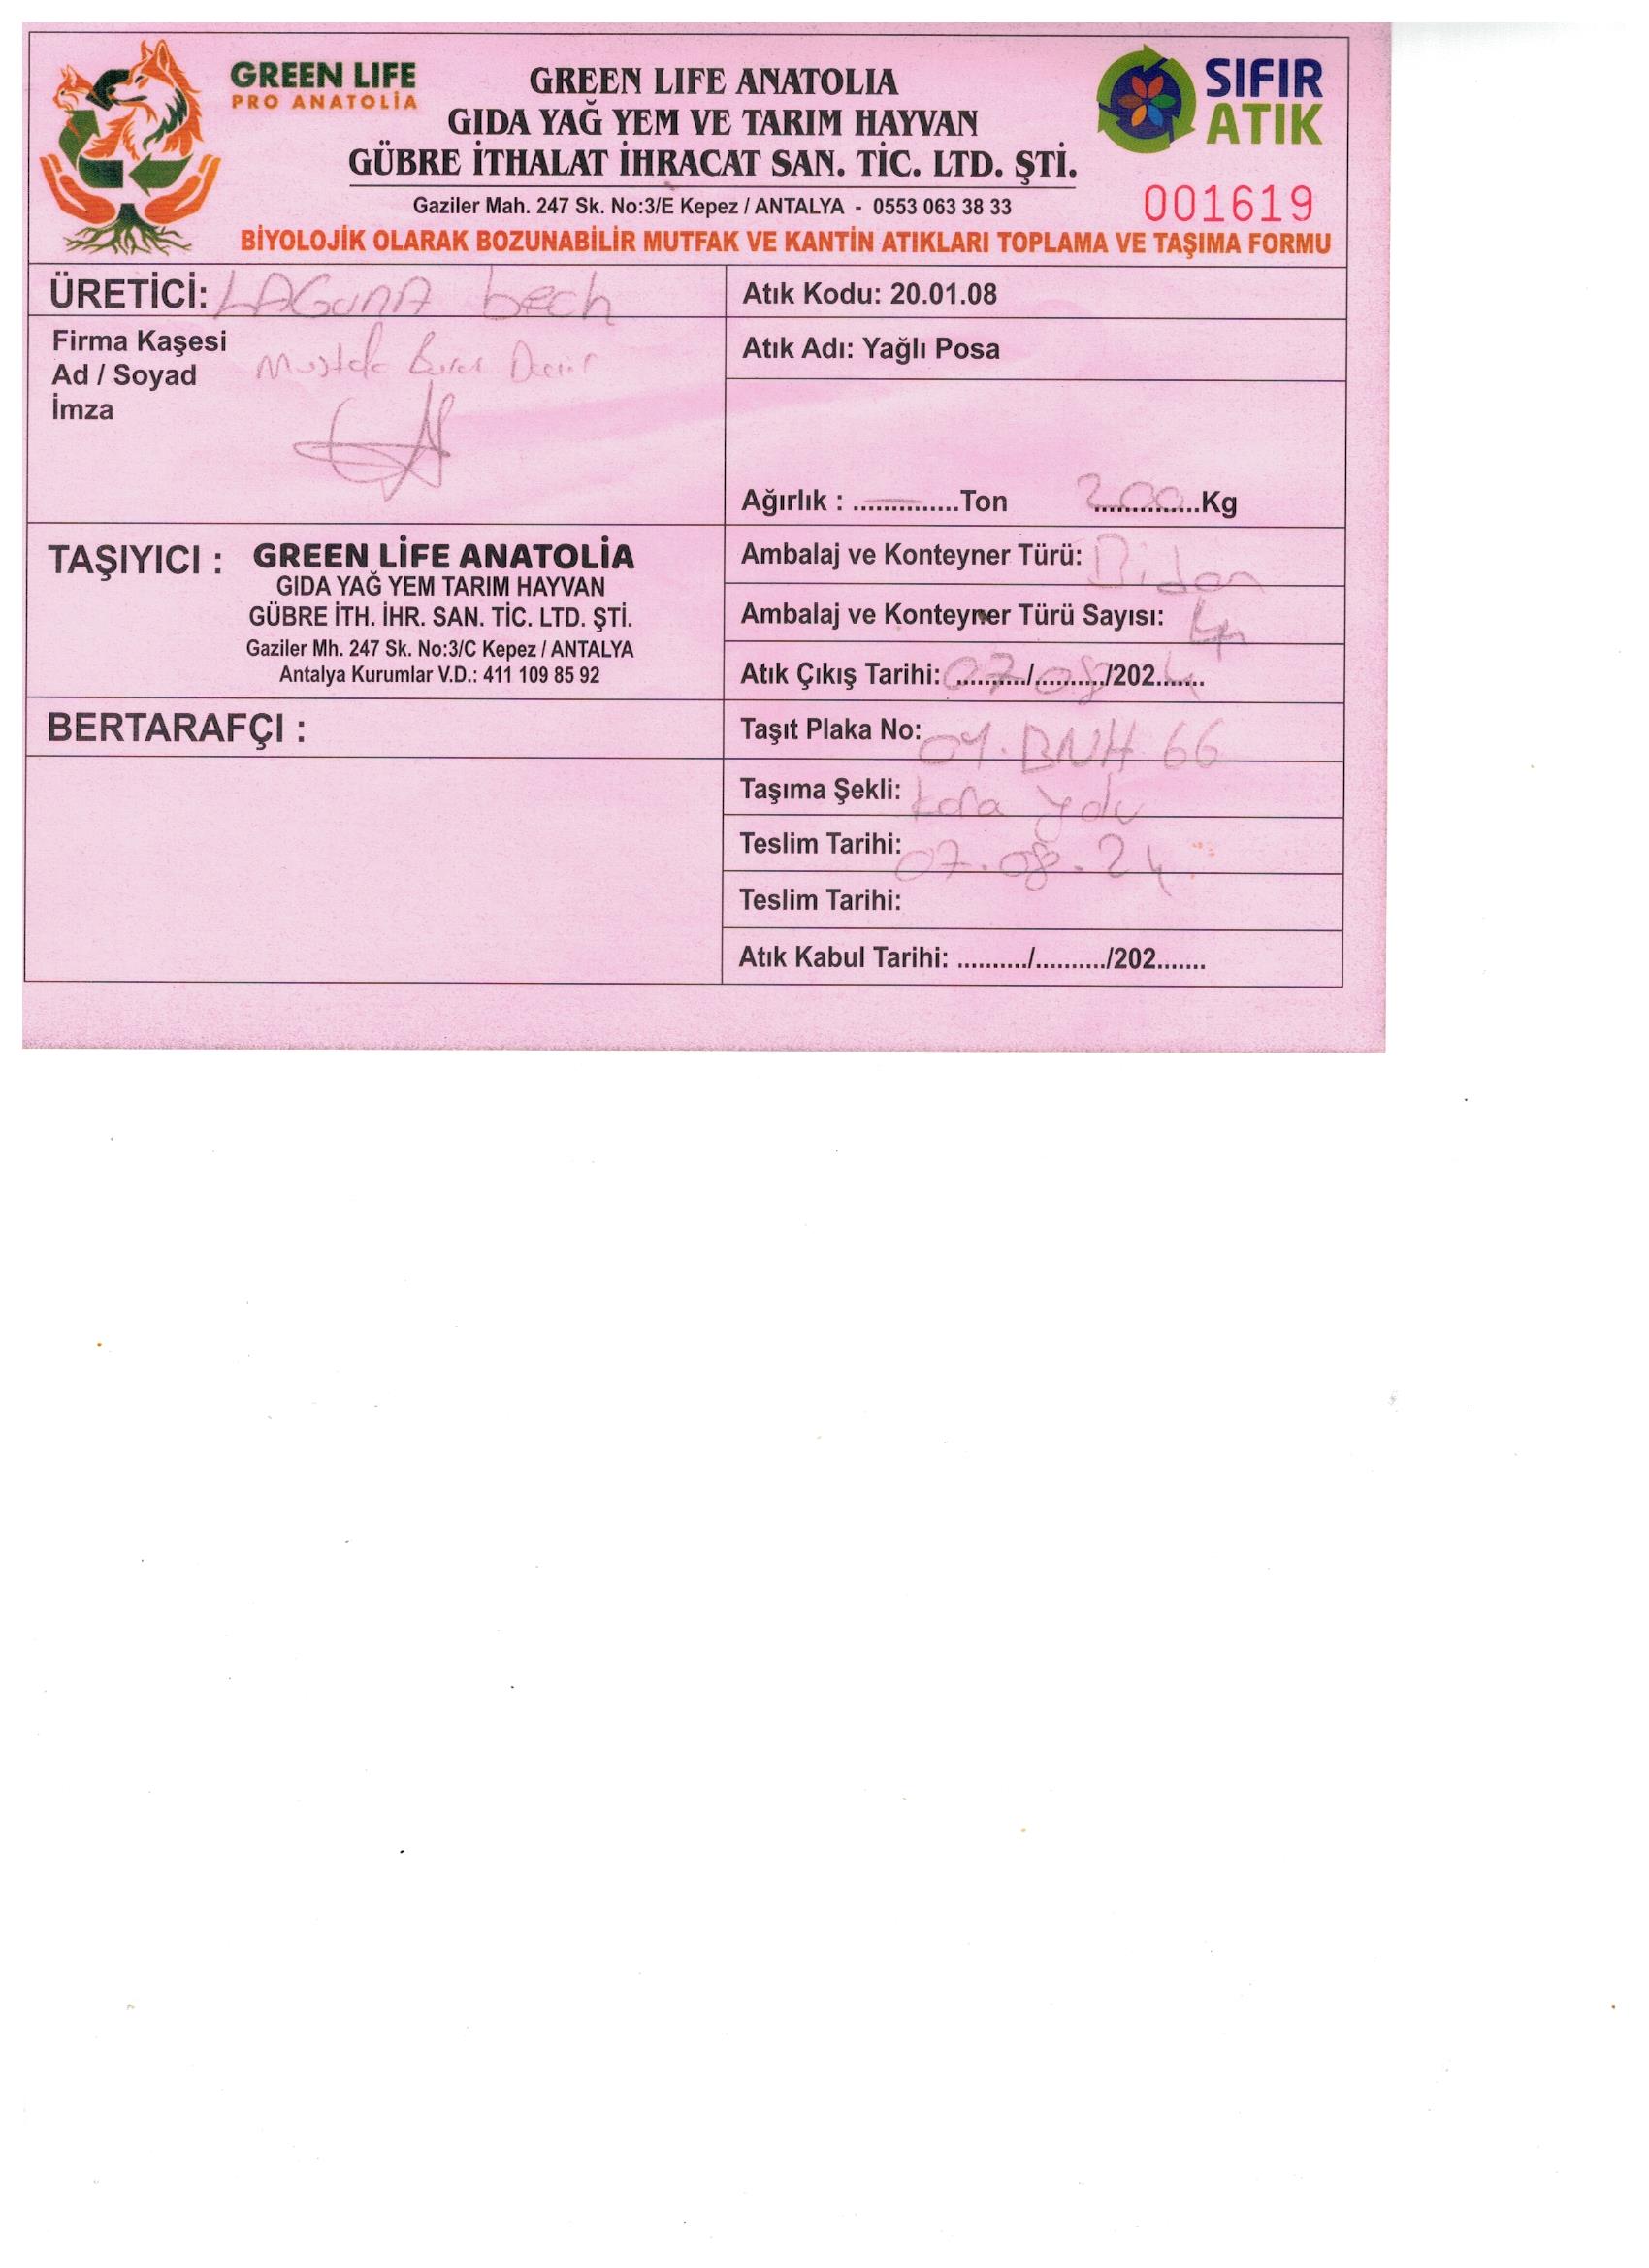 GREEN LIFE
PRO ANATOLİA
GREEN LIFE ANATOLIA
GIDA YAĞ YEM VE TARIM HAYVAN
GÜBRE İTHALAT İHRACAT SAN. TİC. LTD. ŞTİ.
Gaziler Mah. 247 Sk. No:3/E Kepez / ANTALYA - 0553 063 38 33
SIFIR
ATIK
001619
BİYOLOJİK OLARAK BOZUNABİLİR MUTFAK VE KANTİN ATIKLARI TOPLAMA VE TAŞIMA FORMU
ÜRETİCİ: LAGunA bech
Firma Kaşesi
Ad / Soyad Mustafa
İmza
Atık Kodu: 20.01.08
Atık Adı: Yağlı Posa
Ağırlık : ....—....Ton 200 Kg
TAŞIYICI : GREEN LİFE ANATOLİA
GIDA YAĞ YEM TARIM HAYVAN
GÜBRE İTH. İHR. SAN. TİC. LTD. ŞTİ.
Gaziler Mh. 247 Sk. No:3/C Kepez / ANTALYA
Antalya Kurumlar V.D.: 411 109 85 92
Ambalaj ve Konteyner Türü: Bidon
Ambalaj ve Konteyner Türü Sayısı: 4
Atık Çıkış Tarihi: 07/08/2024
BERTARAFÇI :
Taşıt Plaka No: BNH 66
Taşıma Şekli: kara yolu
Teslim Tarihi: 07.08.24
Teslim Tarihi:
Atık Kabul Tarihi: ........../........../202.......